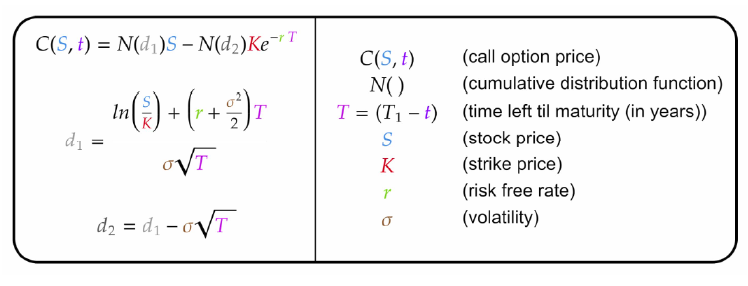 C(S, t) = N(d₁)S − N(d₂)Ke^−r T
d₁ = (ln(S/K) + (r + σ²/2)T) / (σ√T)
d₂ = d₁ − σ√T
C(S, t) (call option price)
N( ) (cumulative distribution function)
T = (T₁ − t) (time left til maturity (in years))
S (stock price)
K (strike price)
r (risk free rate)
σ (volatility)